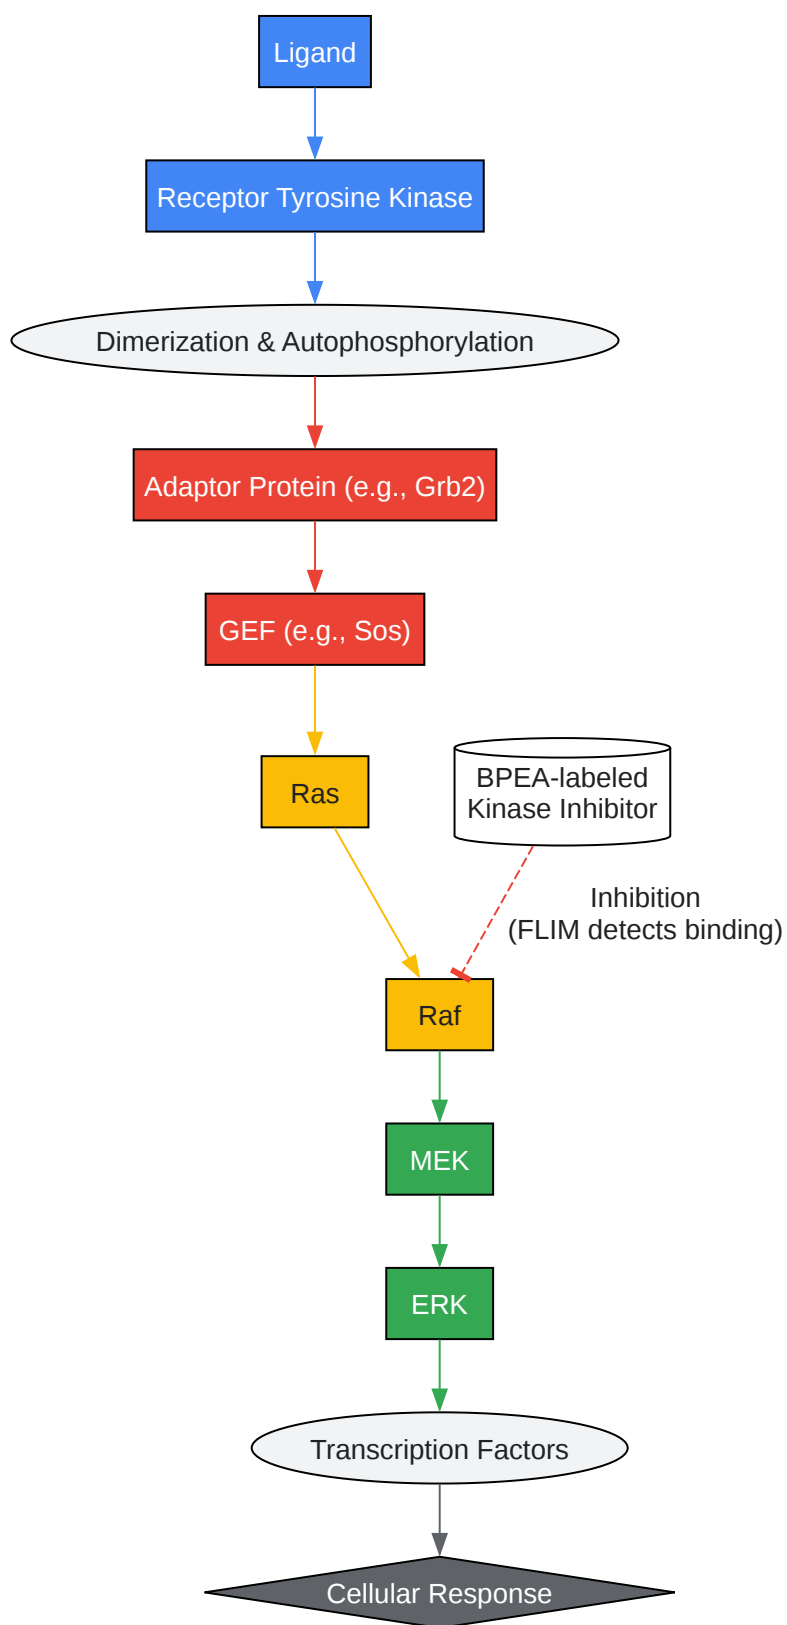 Ligand
Receptor Tyrosine Kinase
Dimerization & Autophosphorylation
Adaptor Protein (e.g., Grb2)
GEF (e.g., Sos)
Ras
BPEA-labeled
Kinase Inhibitor
Inhibition
(FLIM detects binding)
Raf
MEK
ERK
Transcription Factors
Cellular Response